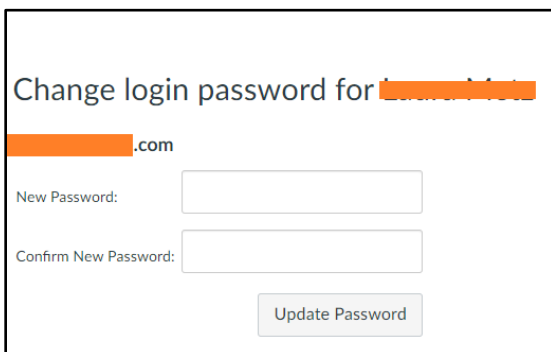 Change login password for
.com
New Password:
Confirm New Password:
Update Password